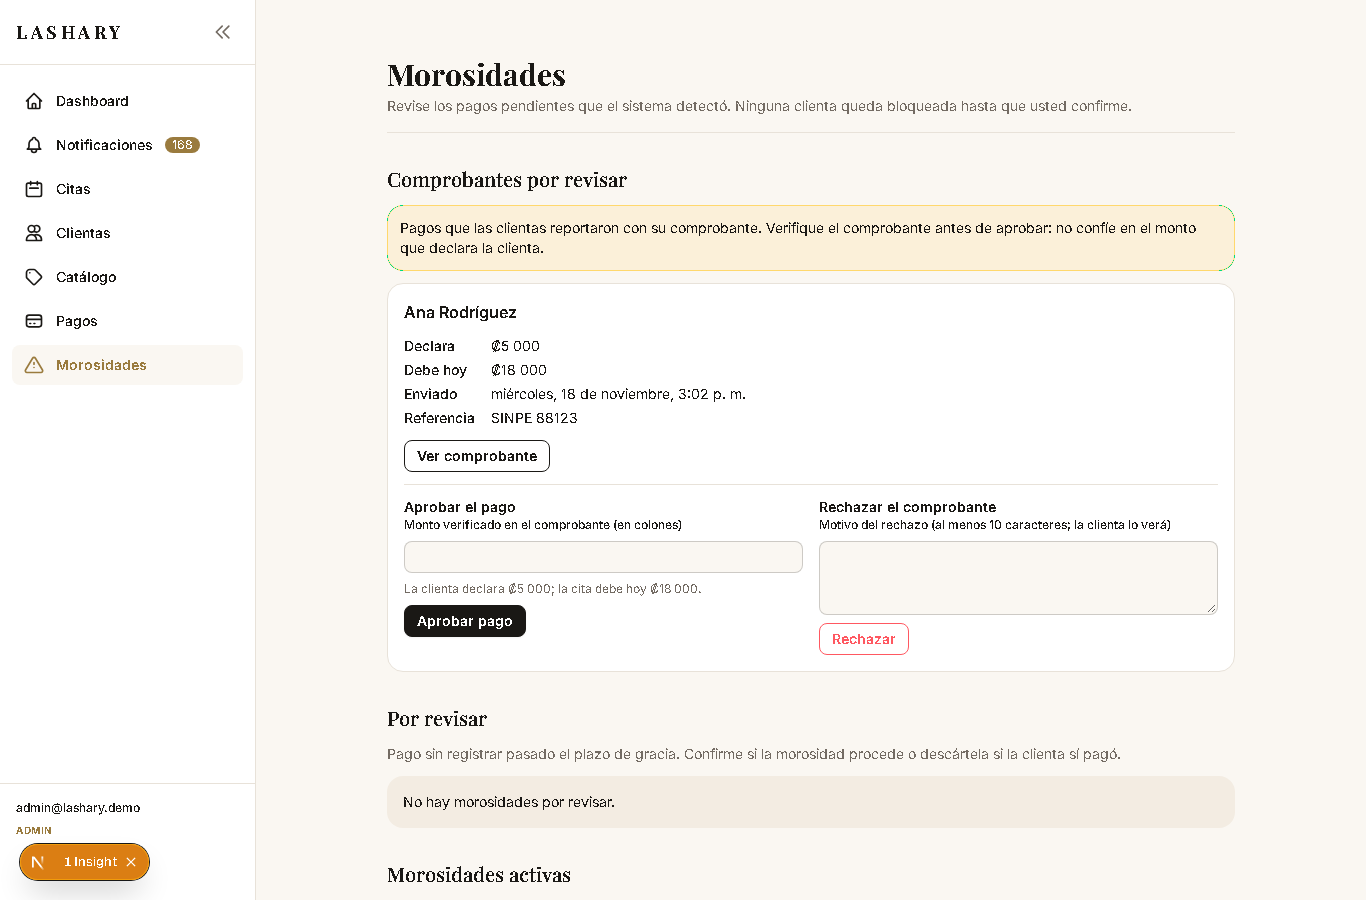 LASHARY
Dashboard
Notificaciones 168
Citas
Clientas
Catálogo
Pagos
Morosidades
admin@lashary.demo
ADMIN
1 Insight
Morosidades
Revise los pagos pendientes que el sistema detectó. Ninguna clienta queda bloqueada hasta que usted confirme.
Comprobantes por revisar
Pagos que las clientas reportaron con su comprobante. Verifique el comprobante antes de aprobar: no confíe en el monto
que declara la clienta.
Ana Rodríguez
Declara ₡5 000
Debe hoy ₡18 000
Enviado miércoles, 18 de noviembre, 3:02 p. m.
Referencia SINPE 88123
Ver comprobante
Aprobar el pago
Monto verificado en el comprobante (en colones)
La clienta declara ₡5 000; la cita debe hoy ₡18 000.
Aprobar pago
Rechazar el comprobante
Motivo del rechazo (al menos 10 caracteres; la clienta lo verá)
Rechazar
Por revisar
Pago sin registrar pasado el plazo de gracia. Confirme si la morosidad procede o descártela si la clienta sí pagó.
No hay morosidades por revisar.
Morosidades activas